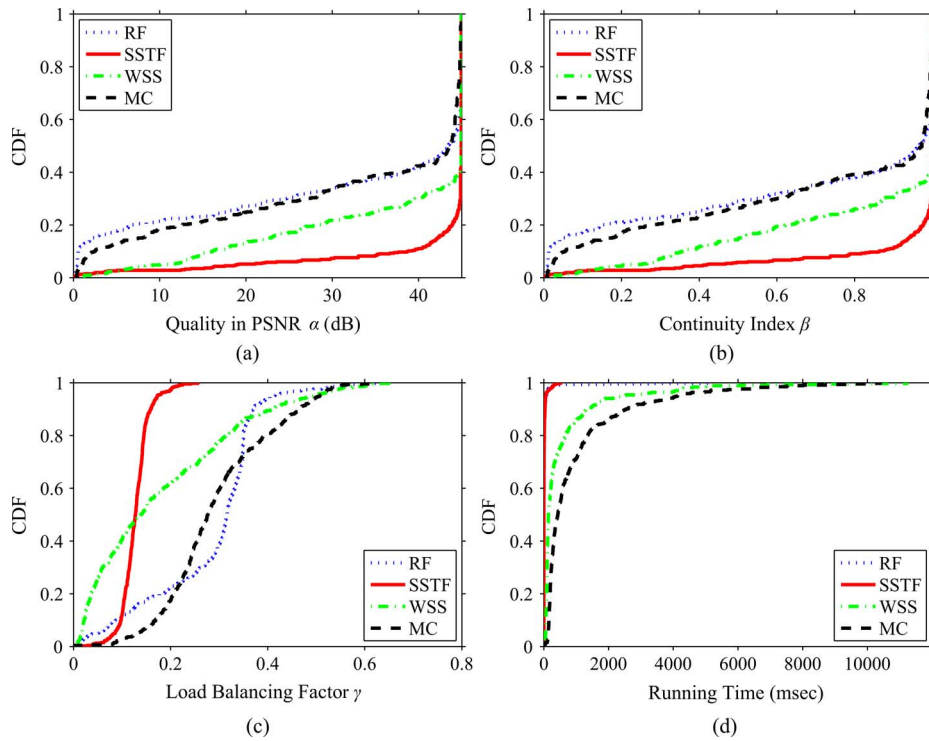 1
0.8
0.6
0.4
0.2
0
CDF
RF
SSTF
WSS
MC
0 10 20 30 40
Quality in PSNR α (dB)
(a)
1
0.8
0.6
0.4
0.2
0
CDF
RF
SSTF
WSS
MC
0 0.2 0.4 0.6 0.8
Continuity Index β
(b)
1
0.8
0.6
0.4
0.2
0
CDF
RF
SSTF
WSS
MC
0 0.2 0.4 0.6 0.8
Load Balancing Factor γ
(c)
1
0.8
0.6
0.4
0.2
0
CDF
RF
SSTF
WSS
MC
0 2000 4000 6000 8000 10000
Running Time (msec)
(d)